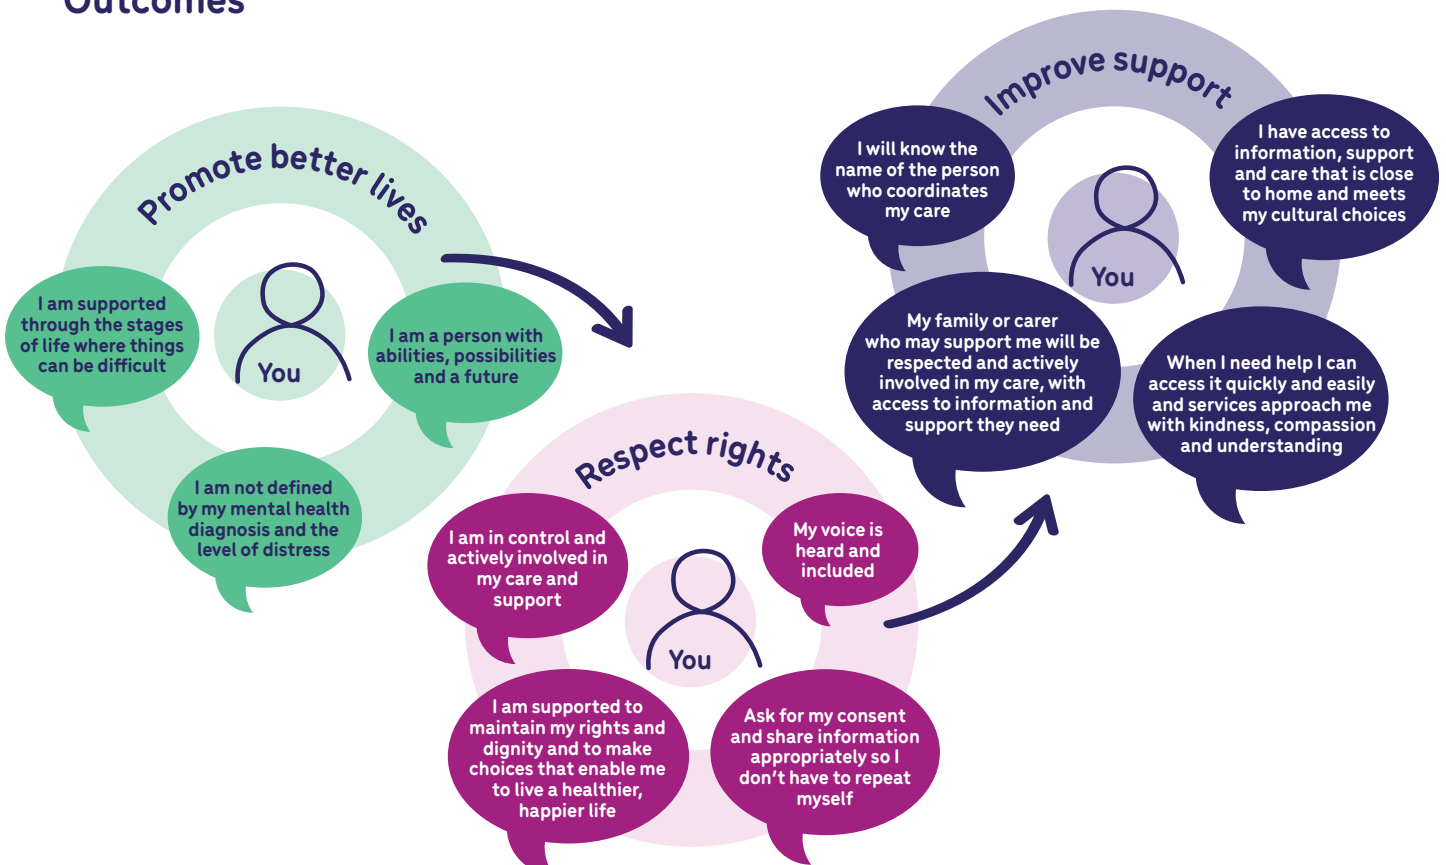 Outcomes
Promote better lives
I am supported
through the stages
of life where things
can be difficult
You
I am a person with
abilities, possibilities
and a future
I am not defined
by my mental health
diagnosis and the
level of distress
Respect rights
I am in control and
actively involved in
my care and
support
My voice is
heard and
included
You
I am supported to
maintain my rights and
dignity and to make
choices that enable me
to live a healthier,
happier life
Ask for my consent
and share information
appropriately so I
don't have to repeat
myself
Improve support
I will know the
name of the person
who coordinates
my care
I have access to
information, support
and care that is close
to home and meets
my cultural choices
You
My family or carer
who may support me will be
respected and actively
involved in my care, with
access to information and
support they need
When I need help I can
access it quickly and easily
and services approach me
with kindness, compassion
and understanding